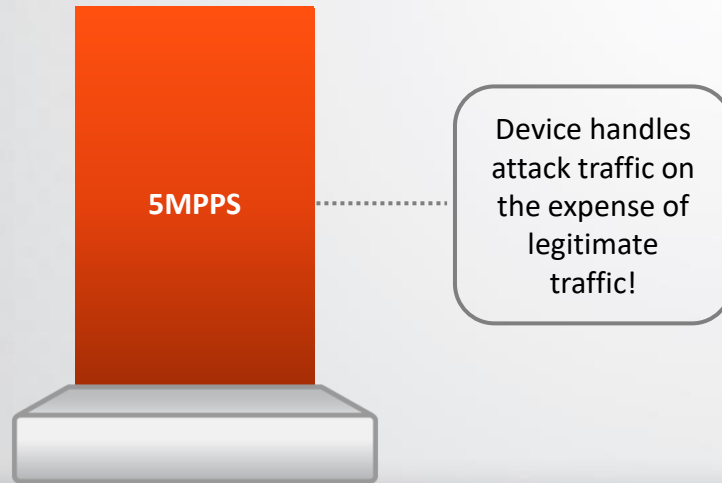 5MPPS
Device handles
attack traffic on
the expense of
legitimate
traffic!